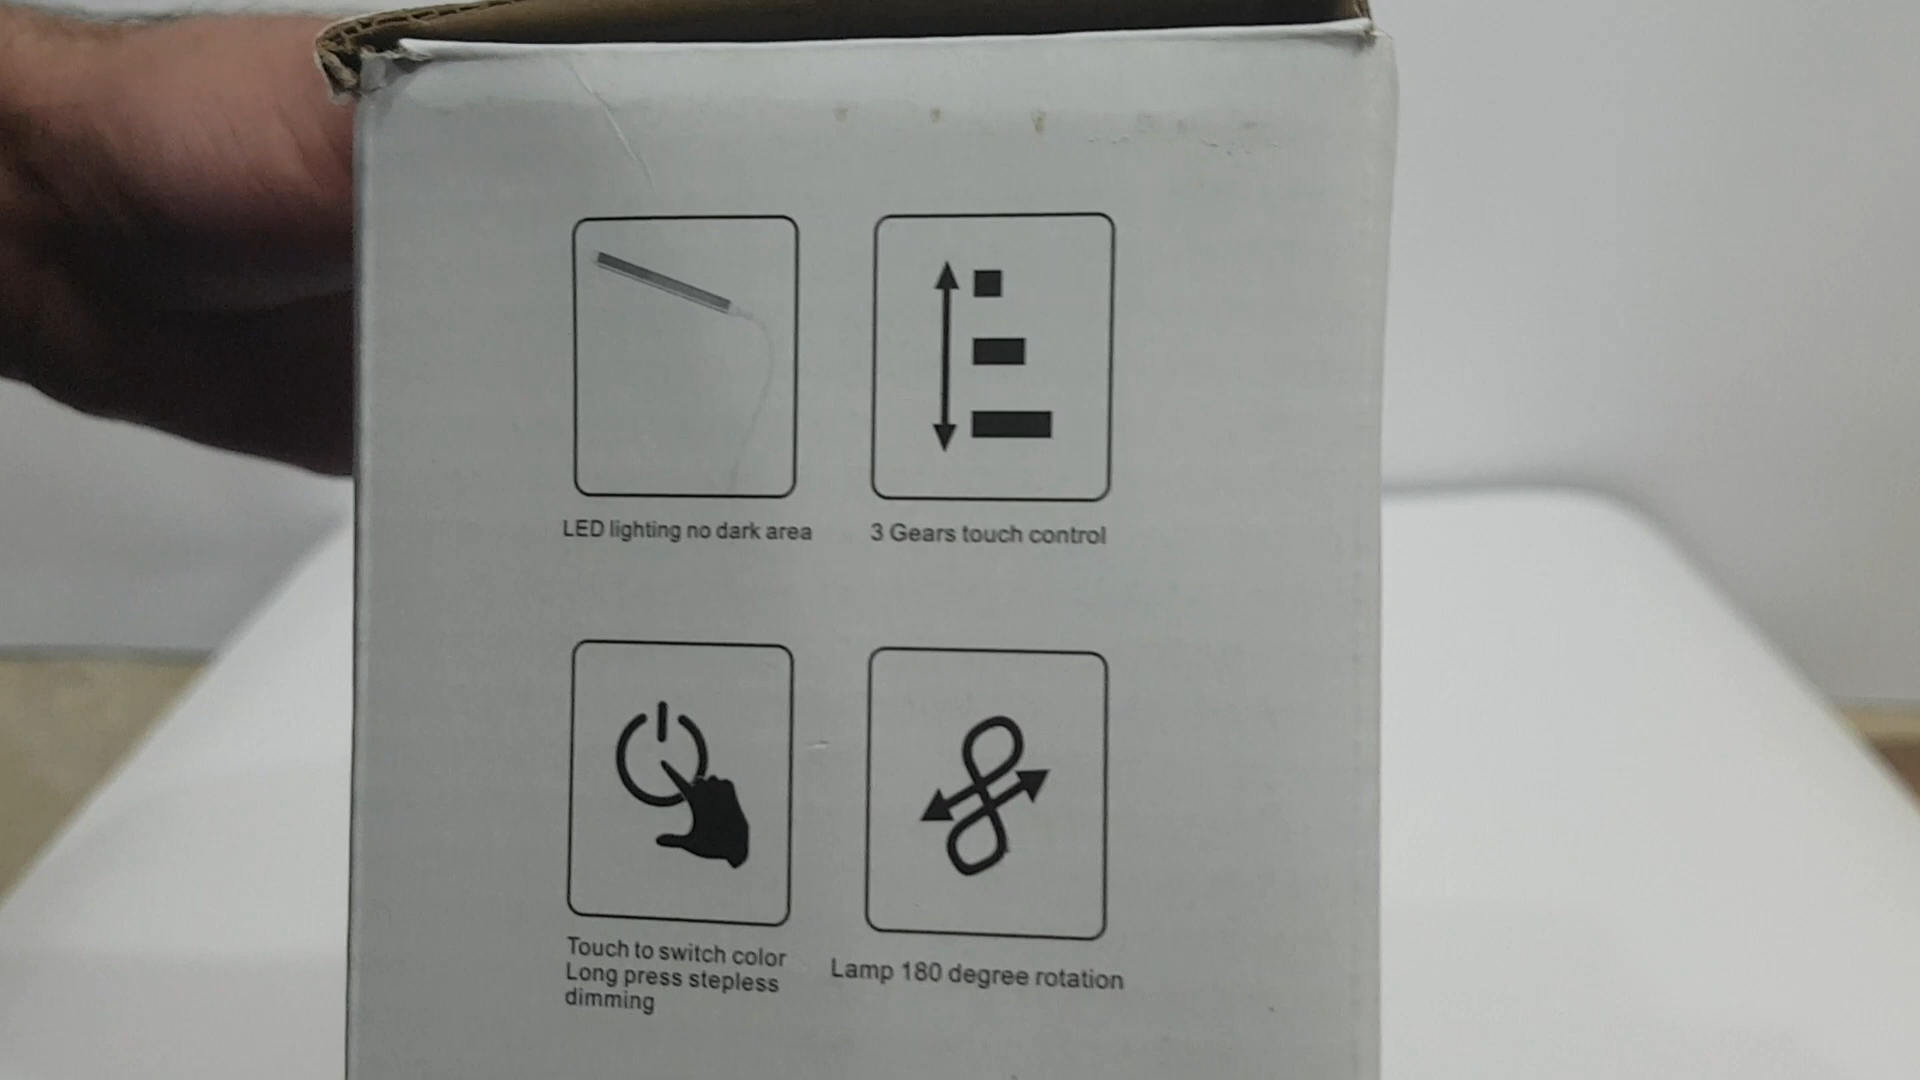 LED lighting no dark area
3 Gears touch control
Touch to switch color
Long press stepless
dimming
Lamp 180 degree rotation